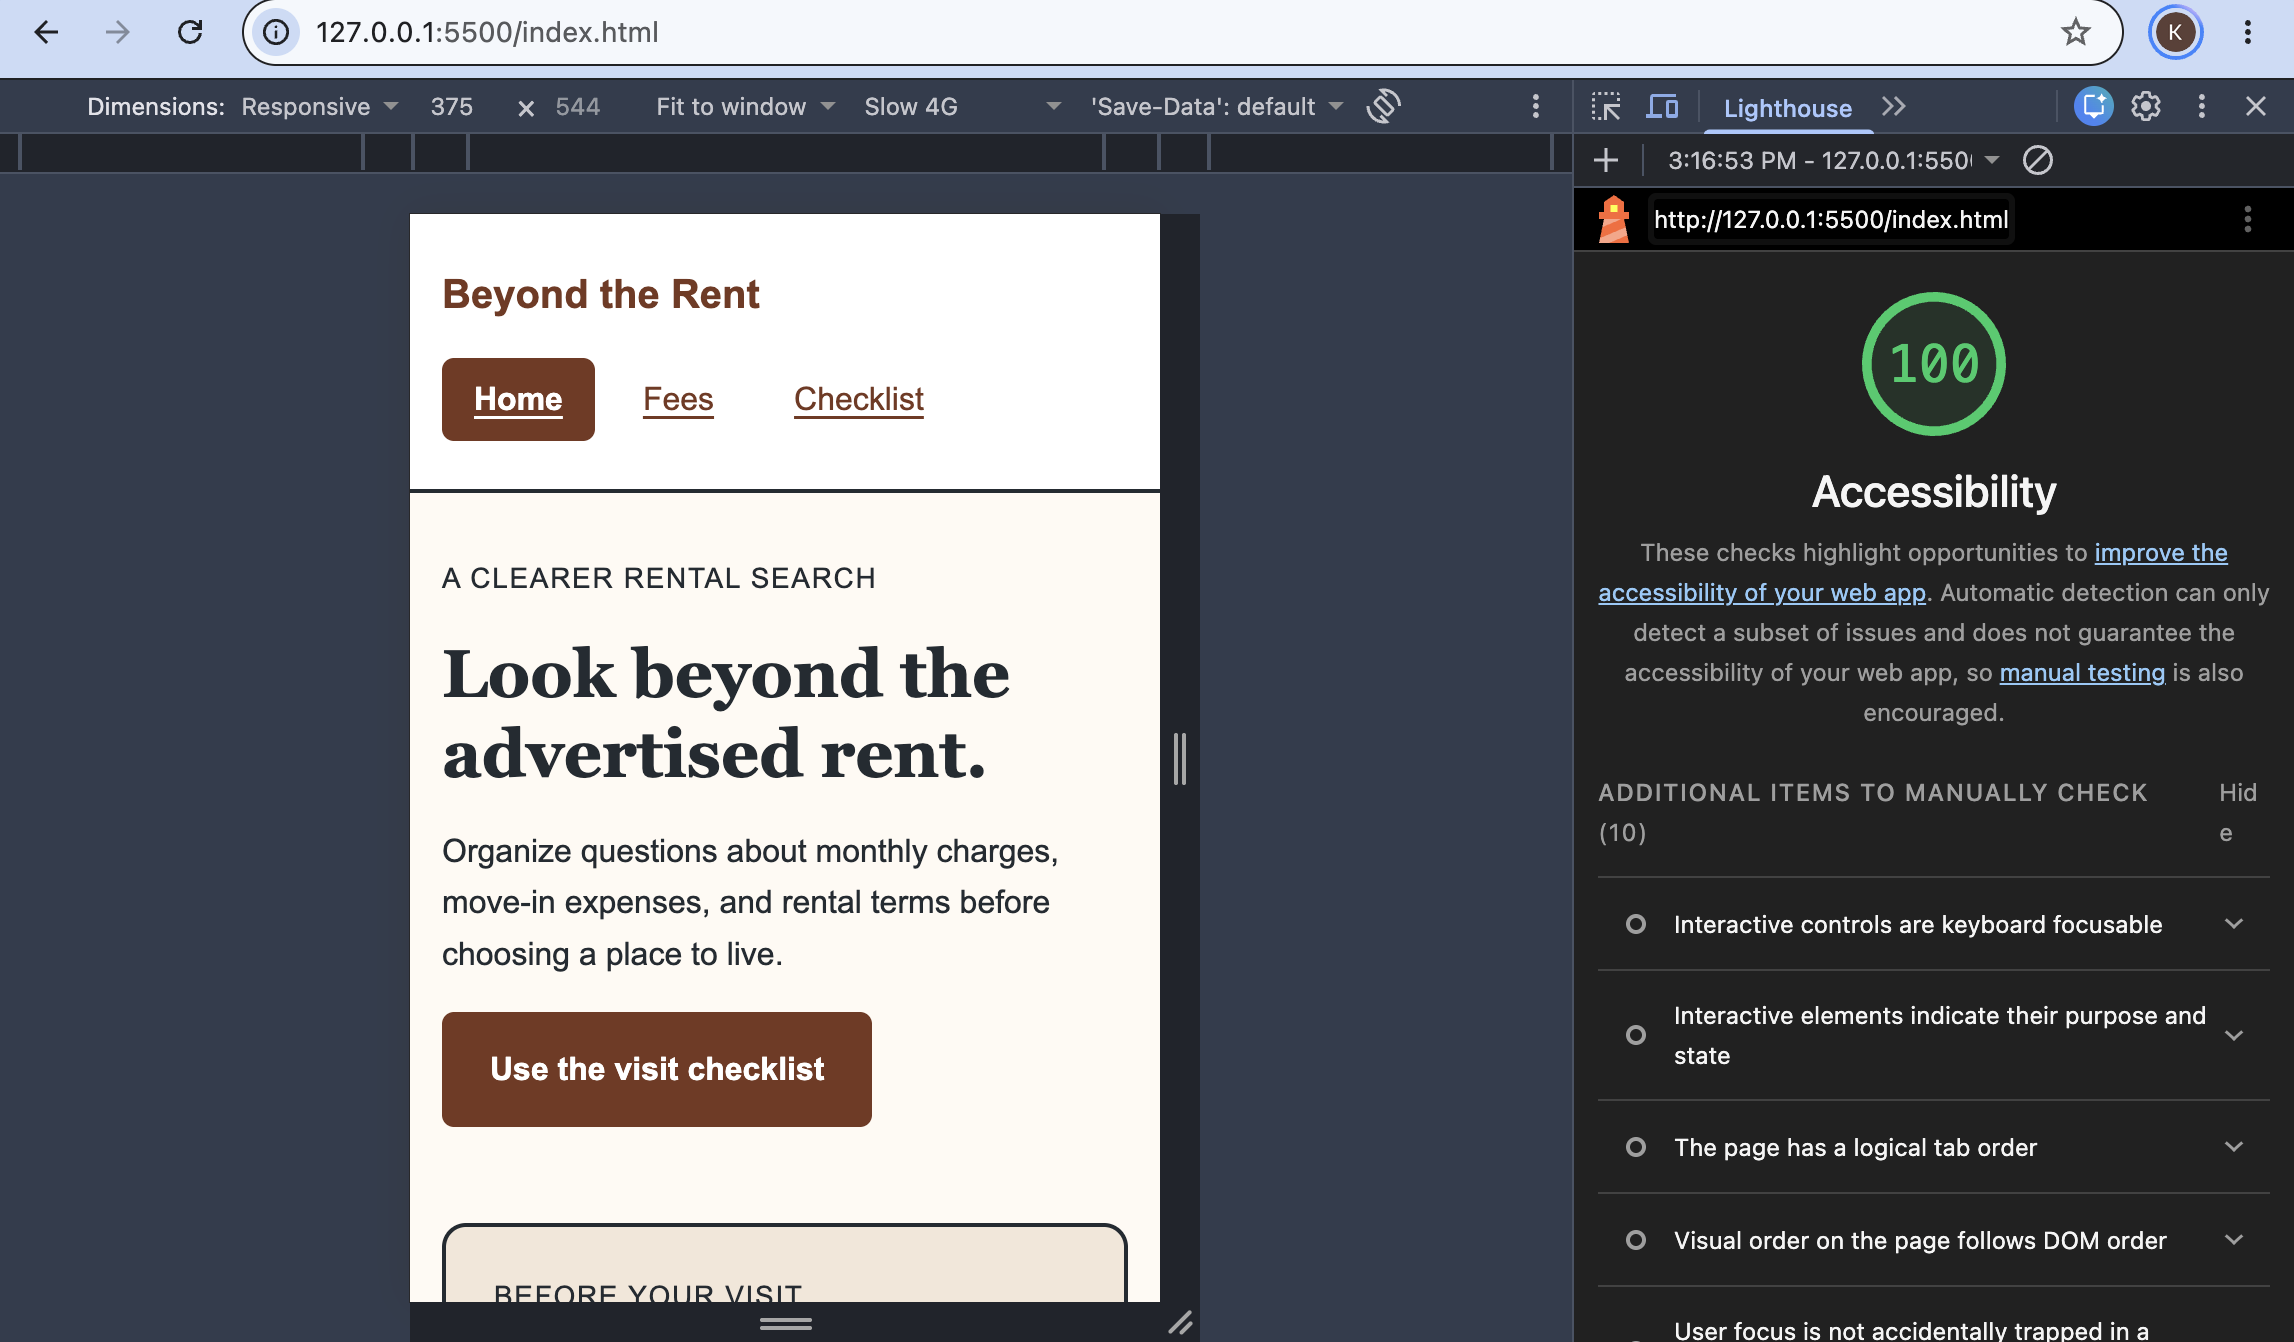 127.0.0.1:5500/index.html
K
Dimensions: Responsive 375 x 544 Fit to window Slow 4G 'Save-Data': default
Lighthouse
3:16:53 PM - 127.0.0.1:550
http://127.0.0.1:5500/index.html
Beyond the Rent
Home Fees Checklist
A CLEARER RENTAL SEARCH
Look beyond the
advertised rent.
Organize questions about monthly charges,
move-in expenses, and rental terms before
choosing a place to live.
Use the visit checklist
BEFORE YOUR VISIT
100
Accessibility
These checks highlight opportunities to improve the
accessibility of your web app. Automatic detection can only
detect a subset of issues and does not guarantee the
accessibility of your web app, so manual testing is also
encouraged.
ADDITIONAL ITEMS TO MANUALLY CHECK
(10)
Hid
e
Interactive controls are keyboard focusable
Interactive elements indicate their purpose and
state
The page has a logical tab order
Visual order on the page follows DOM order
User focus is not accidentally trapped in a